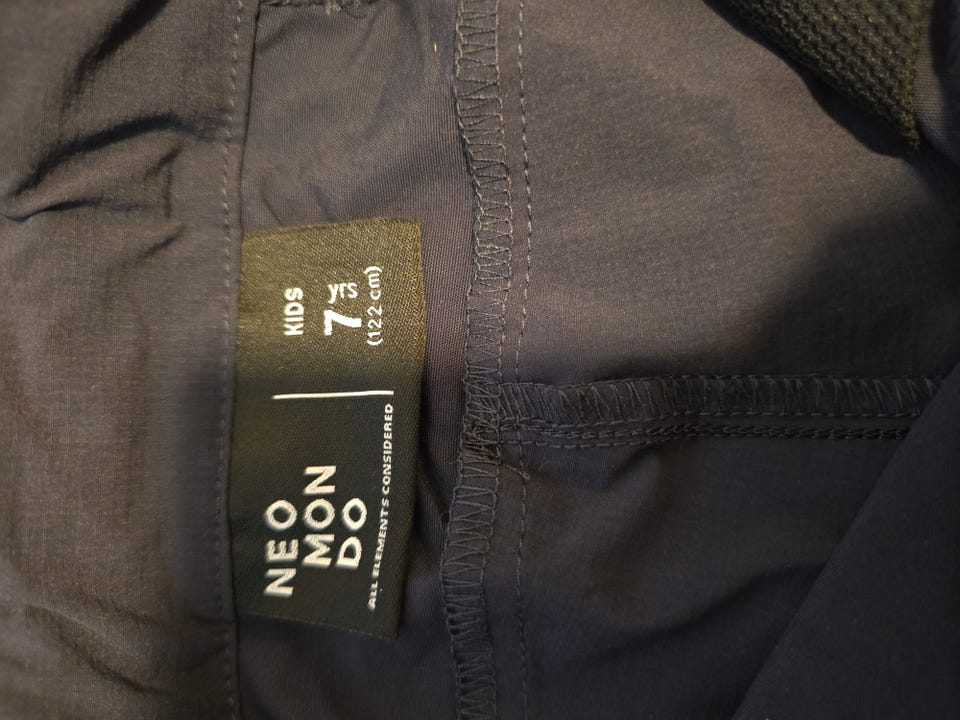 NEO
MON
DO
ALL ELEMENTS CONSIDERED
KIDS
7 yrs
(122 cm)